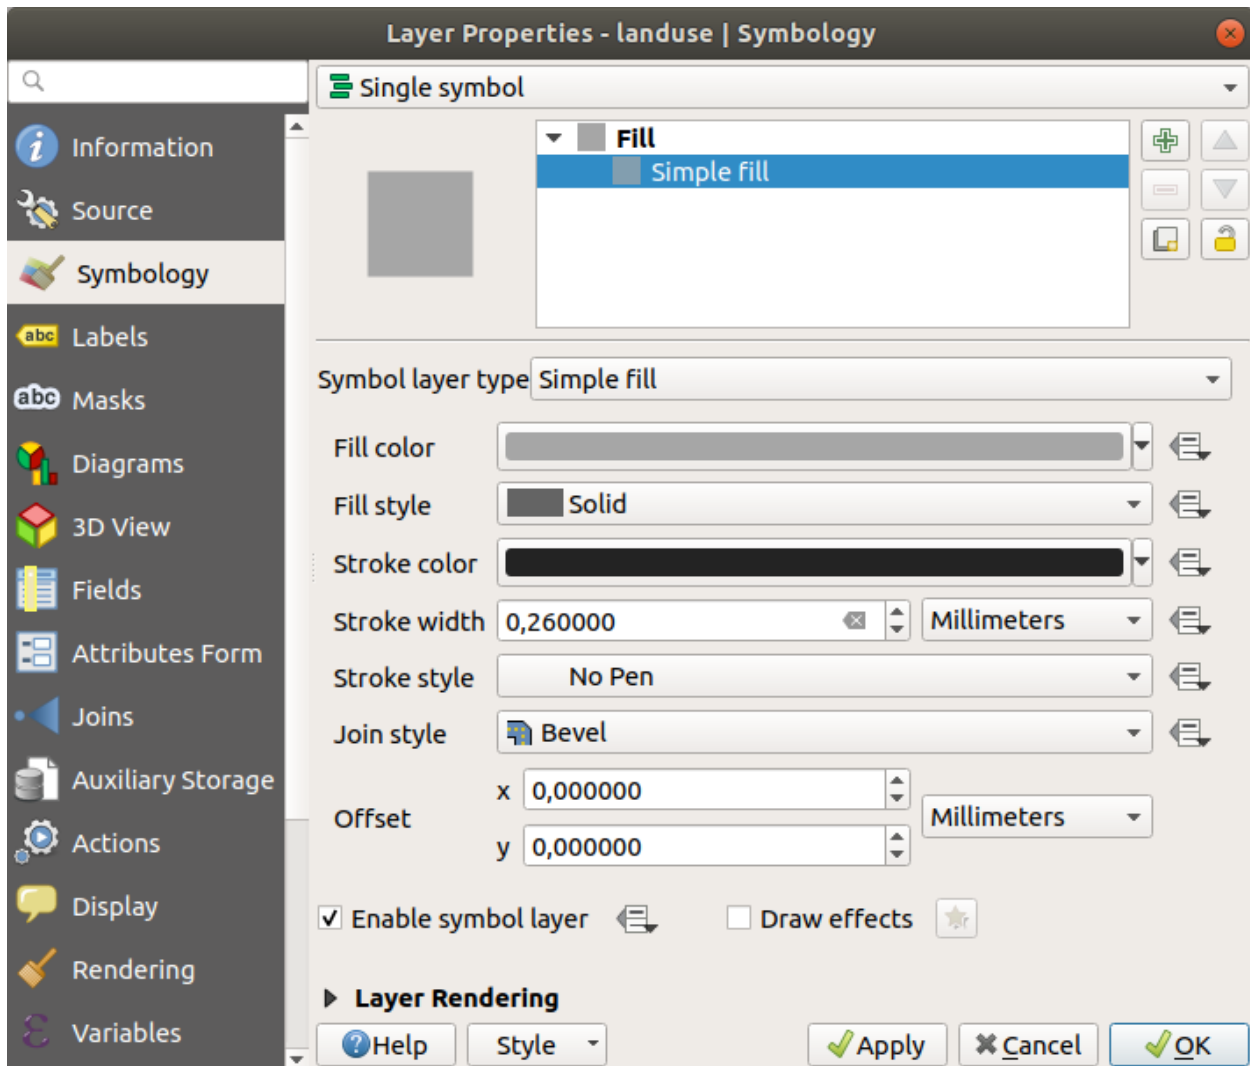 Layer Properties - landuse | Symbology
Single symbol
Information
Source
Symbology
abc Labels
abc Masks
Diagrams
3D View
Fields
Attributes Form
Joins
Auxiliary Storage
Actions
Display
Rendering
Variables
Fill
Simple fill
Symbol layer type Simple fill
Fill color
Fill style Solid
Stroke color
Stroke width 0,260000 Millimeters
Stroke style No Pen
Join style Bevel
Offset x 0,000000 Millimeters
y 0,000000
Enable symbol layer Draw effects
Layer Rendering
Help Style Apply Cancel OK